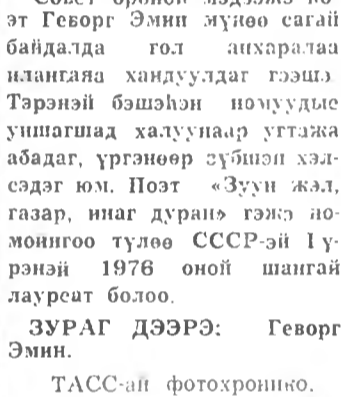 эт Геворг Эмин мүнөө сагай
байдалда гол анхаралаа
илангаяа хандуулдаг гээшэ.
Тэрэнэй бэшэһэн номуудые
уншагшад халуунаар угтажа
абадаг, үргэнөөр зүбшэн хэл-
сэдэг юм. Поэт «Зуун жэл,
газар, инаг дуран» гэжэ но-
мойнгоо түлөө СССР-эй Гү-
рэнэй 1976 оной шангай
лауреат болоо.
ЗУРАГ ДЭЭРЭ: Геворг
Эмин.
ТАСС-ай фотохроника.